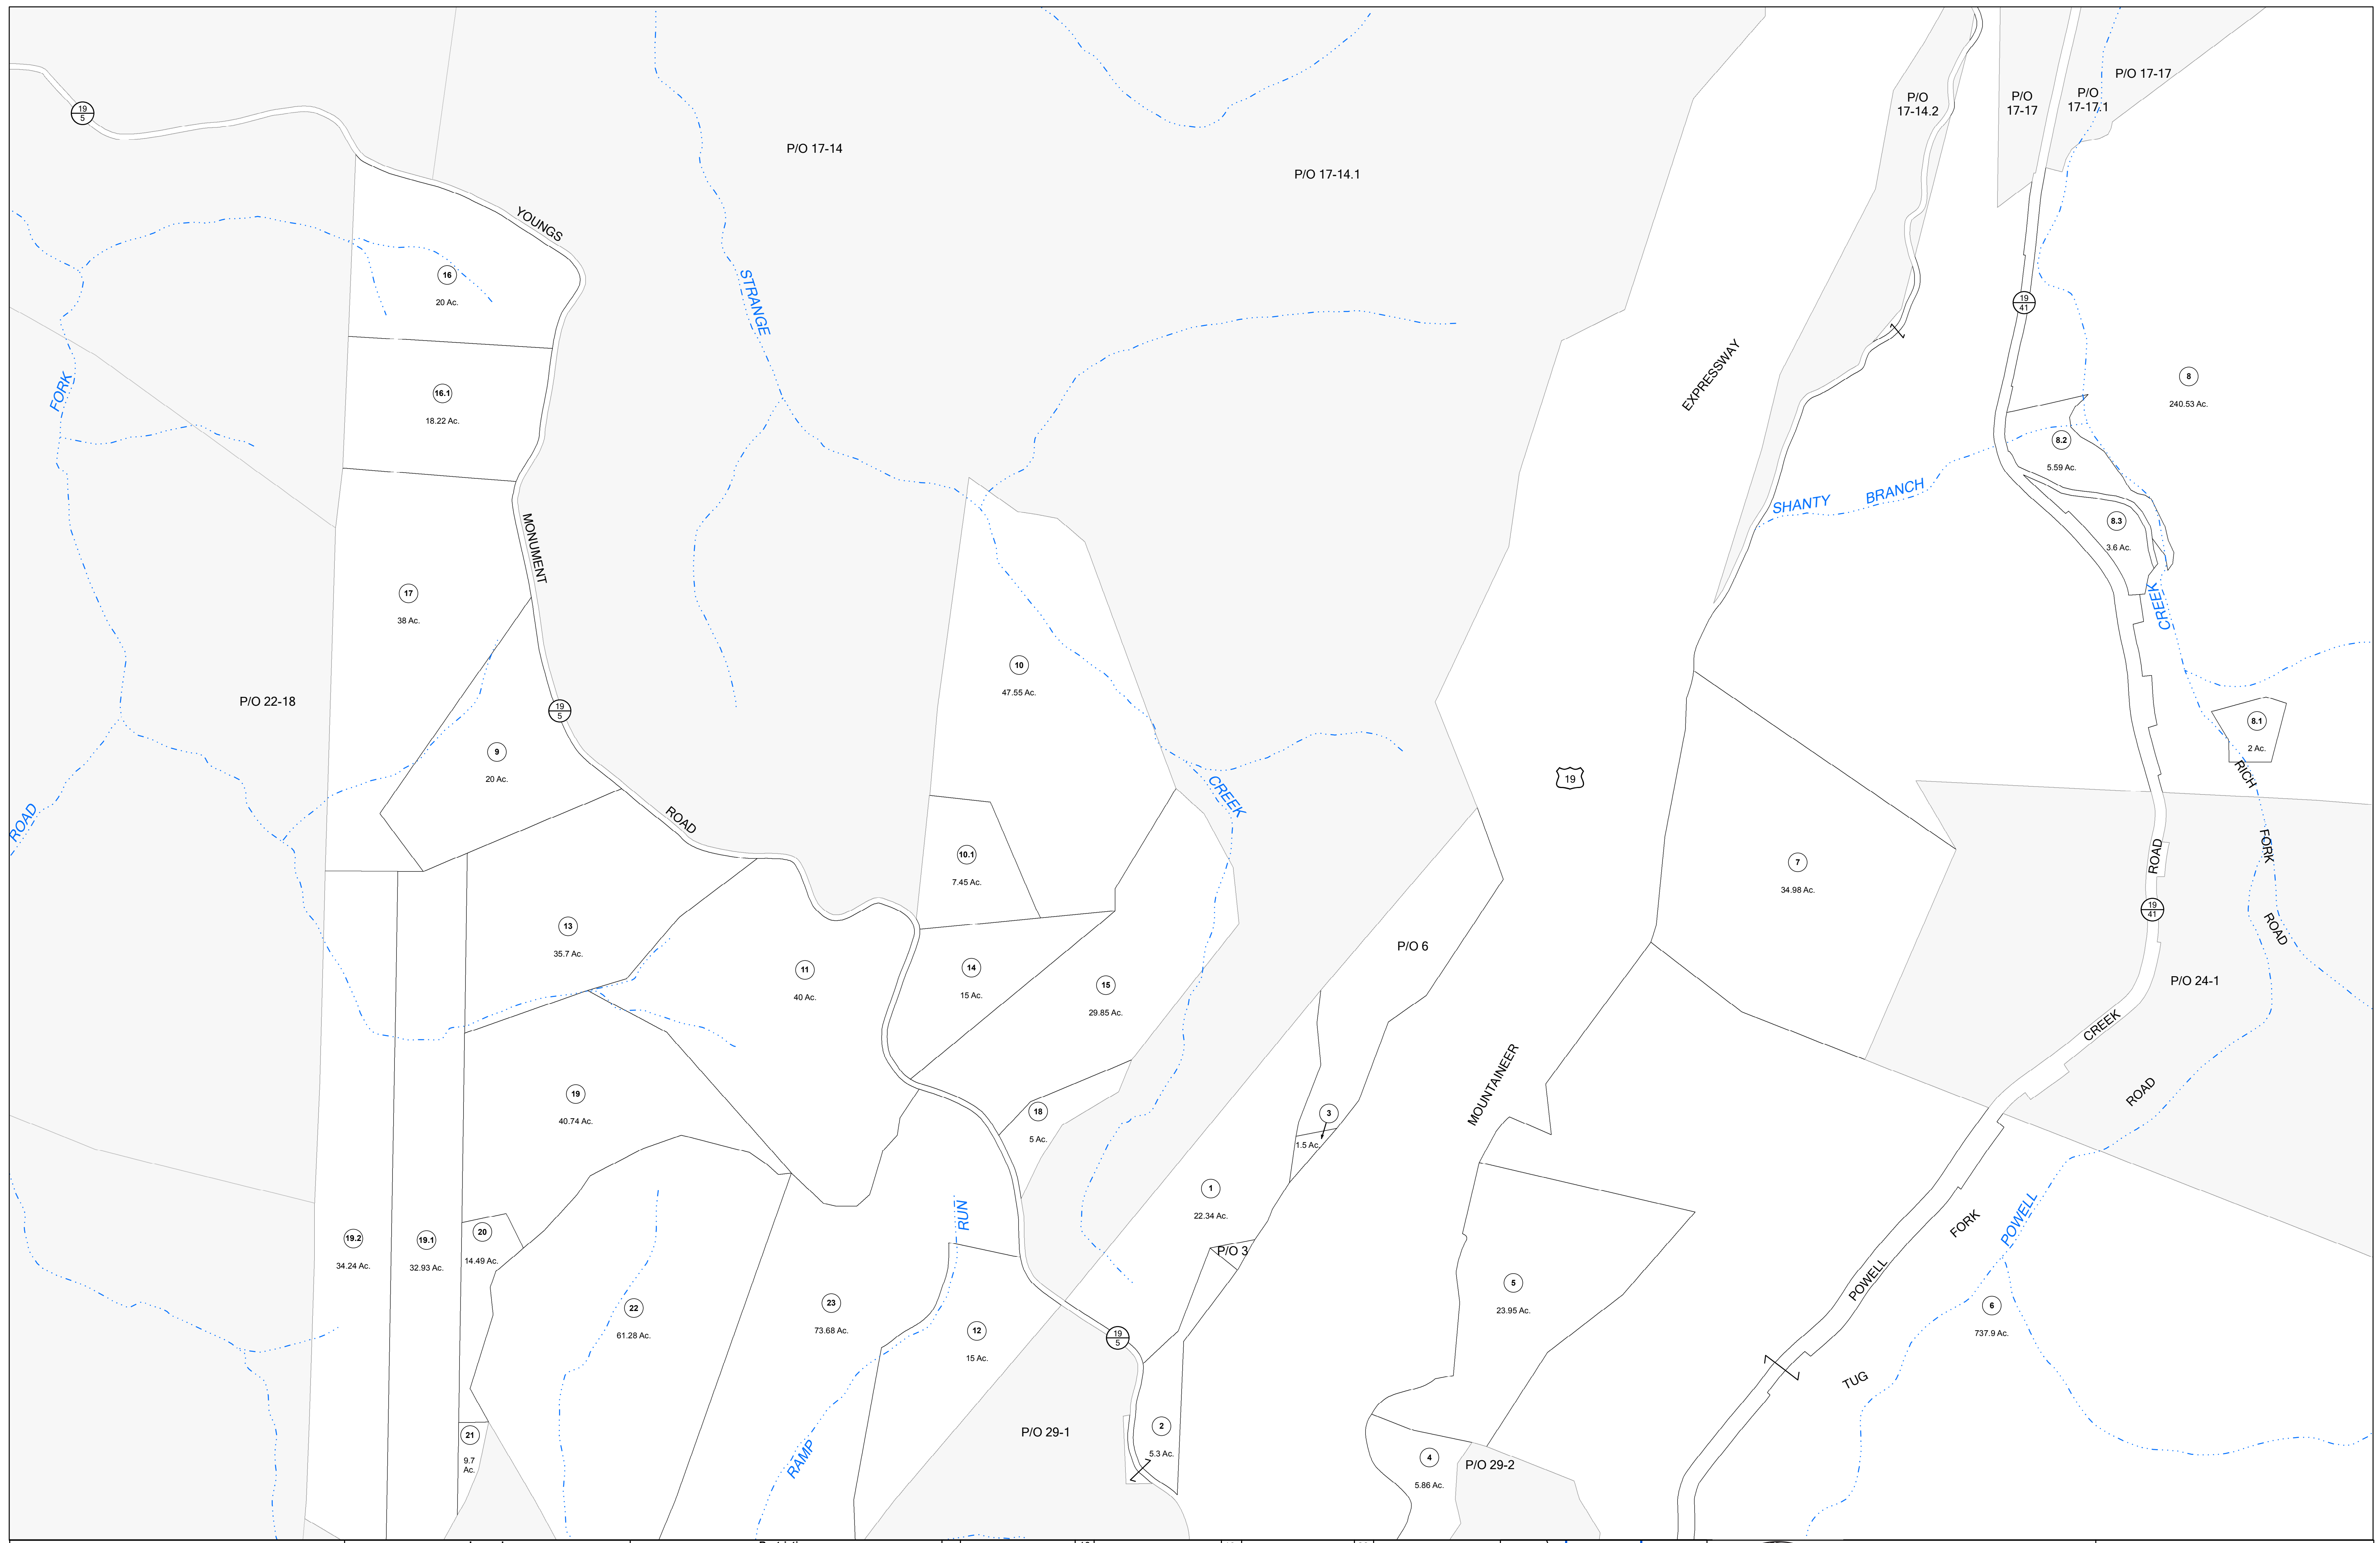 P/O 17-17
P/O
17-14.2
P/O
17-17
P/O
17-17.1
19
5
P/O 17-14
P/O 17-14.1
YOUNGS
16
20 Ac.
STRANGE
19
41
EXPRESSWAY
8
240.53 Ac.
FORK
16.1
18.22 Ac.
8.2
5.59 Ac.
SHANTY BRANCH
8.3
3.6 Ac.
MONUMENT
17
38 Ac.
CREEK
10
47.55 Ac.
P/O 22-18
19
5
8.1
2 Ac.
9
20 Ac.
19
RICH
CREEK
ROAD
ROAD
FORK
10.1
7.45 Ac.
7
34.98 Ac.
ROAD
19
41
ROAD
13
35.7 Ac.
P/O 6
11
40 Ac.
14
15 Ac.
15
29.85 Ac.
P/O 24-1
CREEK
MOUNTAINEER
19
40.74 Ac.
ROAD
18
5 Ac.
3
1.5 Ac.
1
22.34 Ac.
RUN
FORK
POWELL
20
14.49 Ac.
19.2
34.24 Ac.
19.1
32.93 Ac.
P/O 3
POWELL
5
23.95 Ac.
22
61.28 Ac.
23
73.68 Ac.
6
737.9 Ac.
12
15 Ac.
19
5
TUG
21
9.7
Ac.
P/O 29-1
2
5.3 Ac.
RAMP
4
5.86 Ac.
P/O 29-2